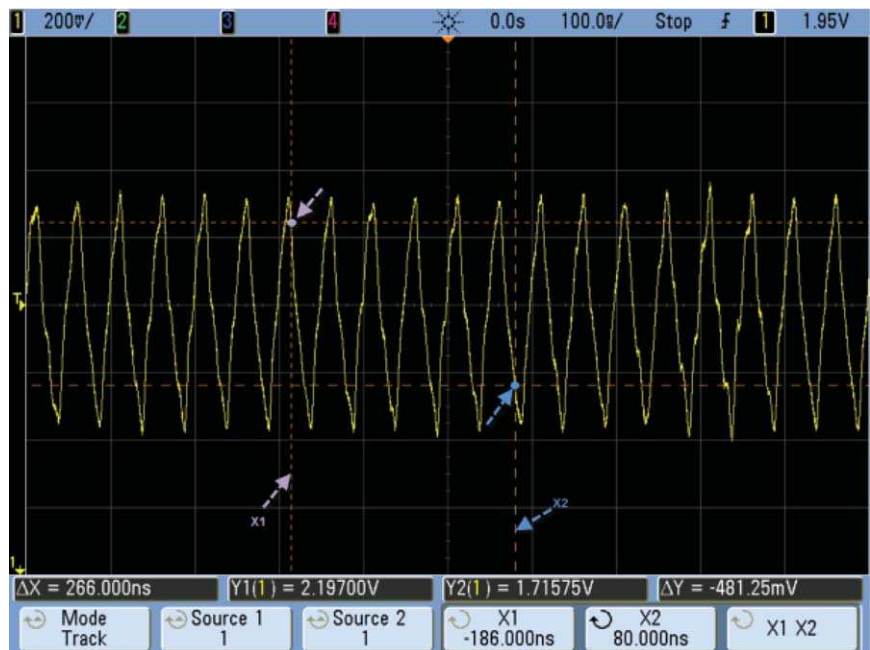 1 200mV/ 2 3 4 0.0s 100.0s/ Stop 1 1.95V
T
X1
X2
1
ΔX = 266.000ns Y1(1) = 2.19700V Y2(1) = 1.71575V ΔY = -481.25mV
Mode Source 1 Source 2 X1 X2 X1 X2
Track 1 1 -186.000ns 80.000ns